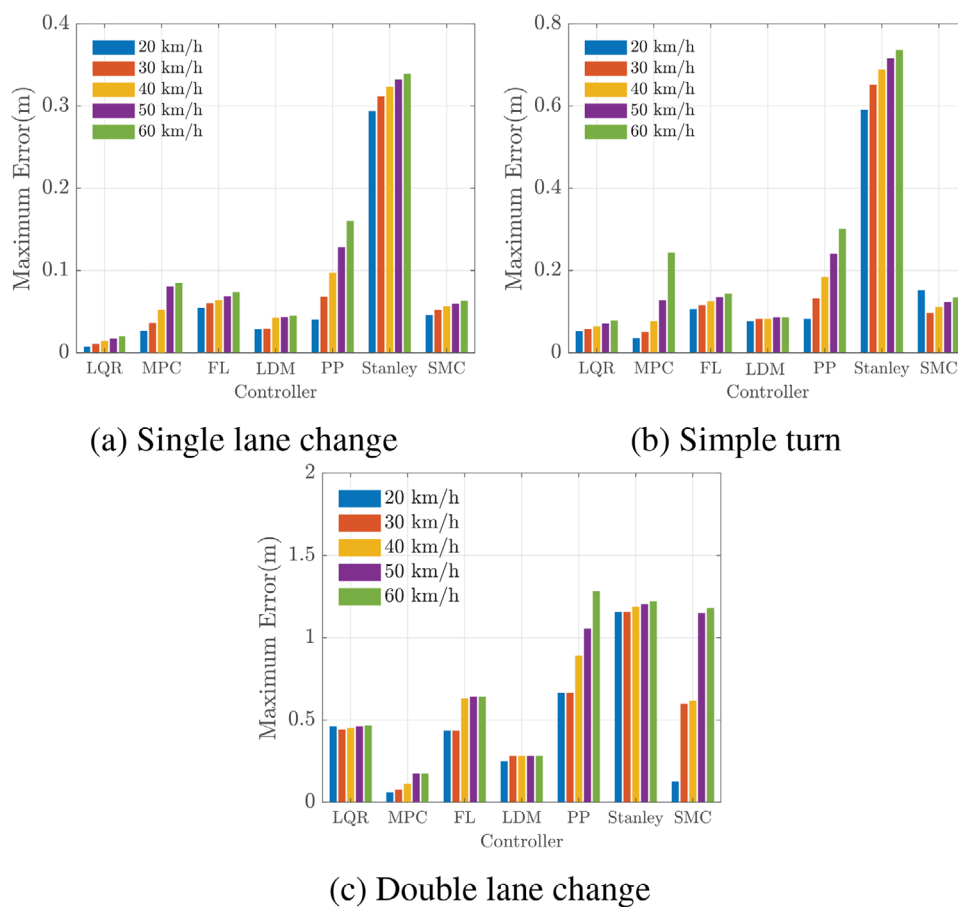 0.4
0.3
0.2
0.1
0
Maximum Error(m)
20 km/h
30 km/h
40 km/h
50 km/h
60 km/h
LQR MPC FL LDM PP Stanley SMC
Controller
(a) Single lane change
0.8
0.6
0.4
0.2
0
Maximum Error(m)
20 km/h
30 km/h
40 km/h
50 km/h
60 km/h
LQR MPC FL LDM PP Stanley SMC
Controller
(b) Simple turn
2
1.5
1
0.5
0
Maximum Error(m)
20 km/h
30 km/h
40 km/h
50 km/h
60 km/h
LQR MPC FL LDM PP Stanley SMC
Controller
(c) Double lane change